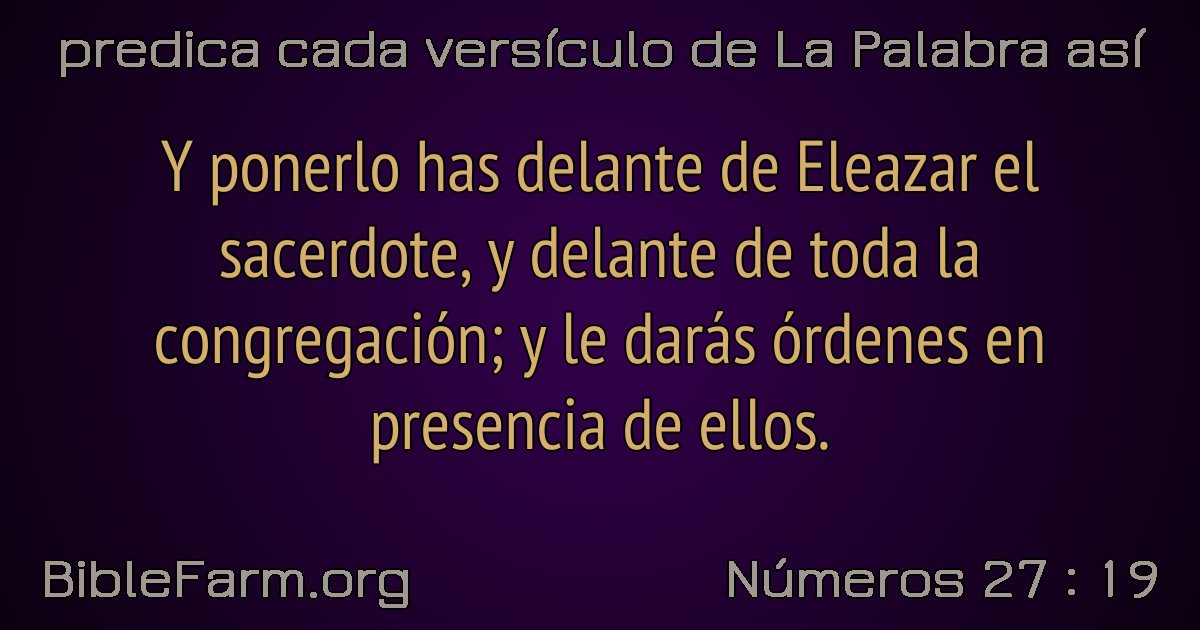 predica cada versículo de La Palabra así
Y ponerlo has delante de Eleazar el
sacerdote, y delante de toda la
congregación; y le darás órdenes en
presencia de ellos.
BibleFarm.org
Números 27 : 19